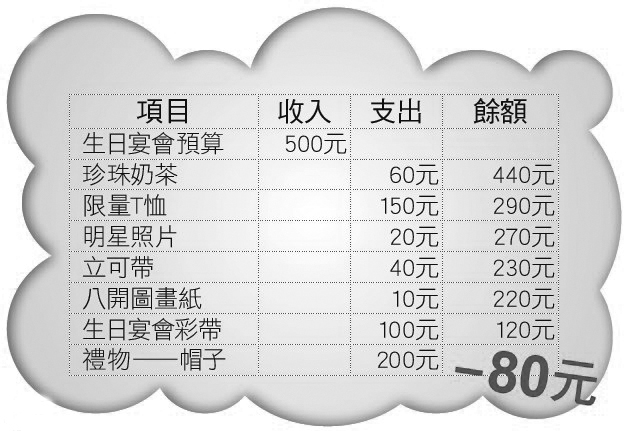 項目 收入 支出 餘額
生日宴會預算 500元
珍珠奶茶 60元 440元
限量T恤 150元 290元
明星照片 20元 270元
立可帶 40元 230元
八開圖畫紙 10元 220元
生日宴會彩帶 100元 120元
禮物——帽子 200元 -80元